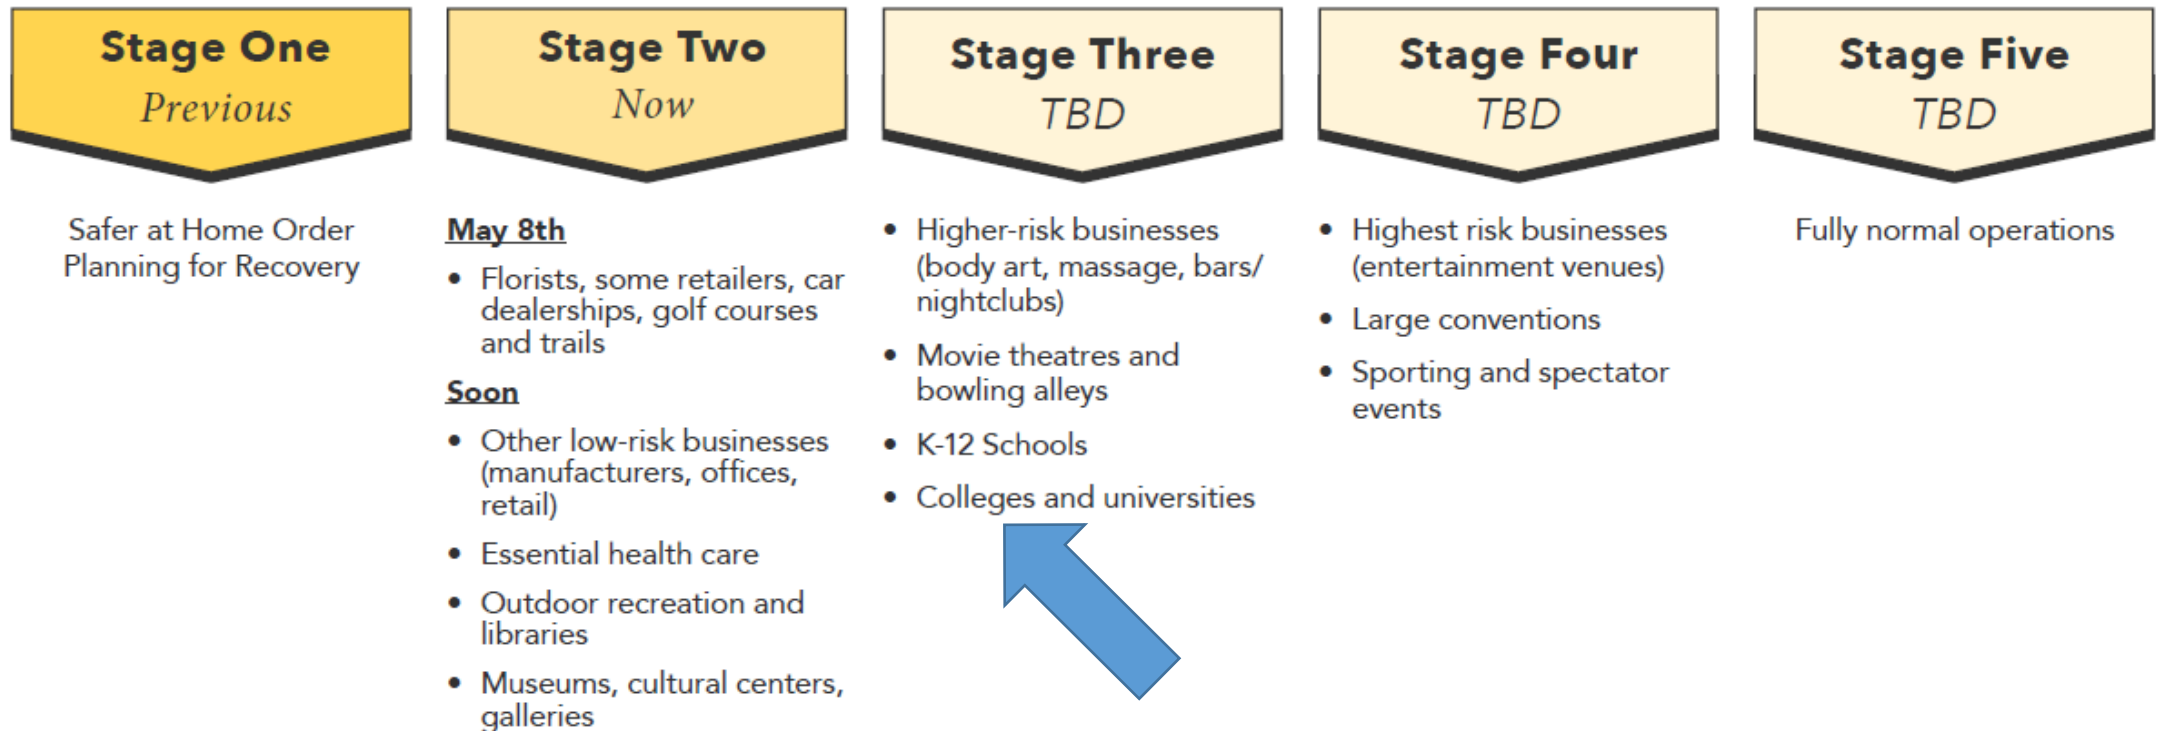 Stage One
Previous
Safer at Home Order
Planning for Recovery
Stage Two
Now
May 8th
• Florists, some retailers, car
dealerships, golf courses
and trails
Soon
• Other low-risk businesses
(manufacturers, offices,
retail)
• Essential health care
• Outdoor recreation and
libraries
• Museums, cultural centers,
galleries
Stage Three
TBD
• Higher-risk businesses
(body art, massage, bars/
nightclubs)
• Movie theatres and
bowling alleys
• K-12 Schools
• Colleges and universities
Stage Four
TBD
• Highest risk businesses
(entertainment venues)
• Large conventions
• Sporting and spectator
events
Stage Five
TBD
Fully normal operations